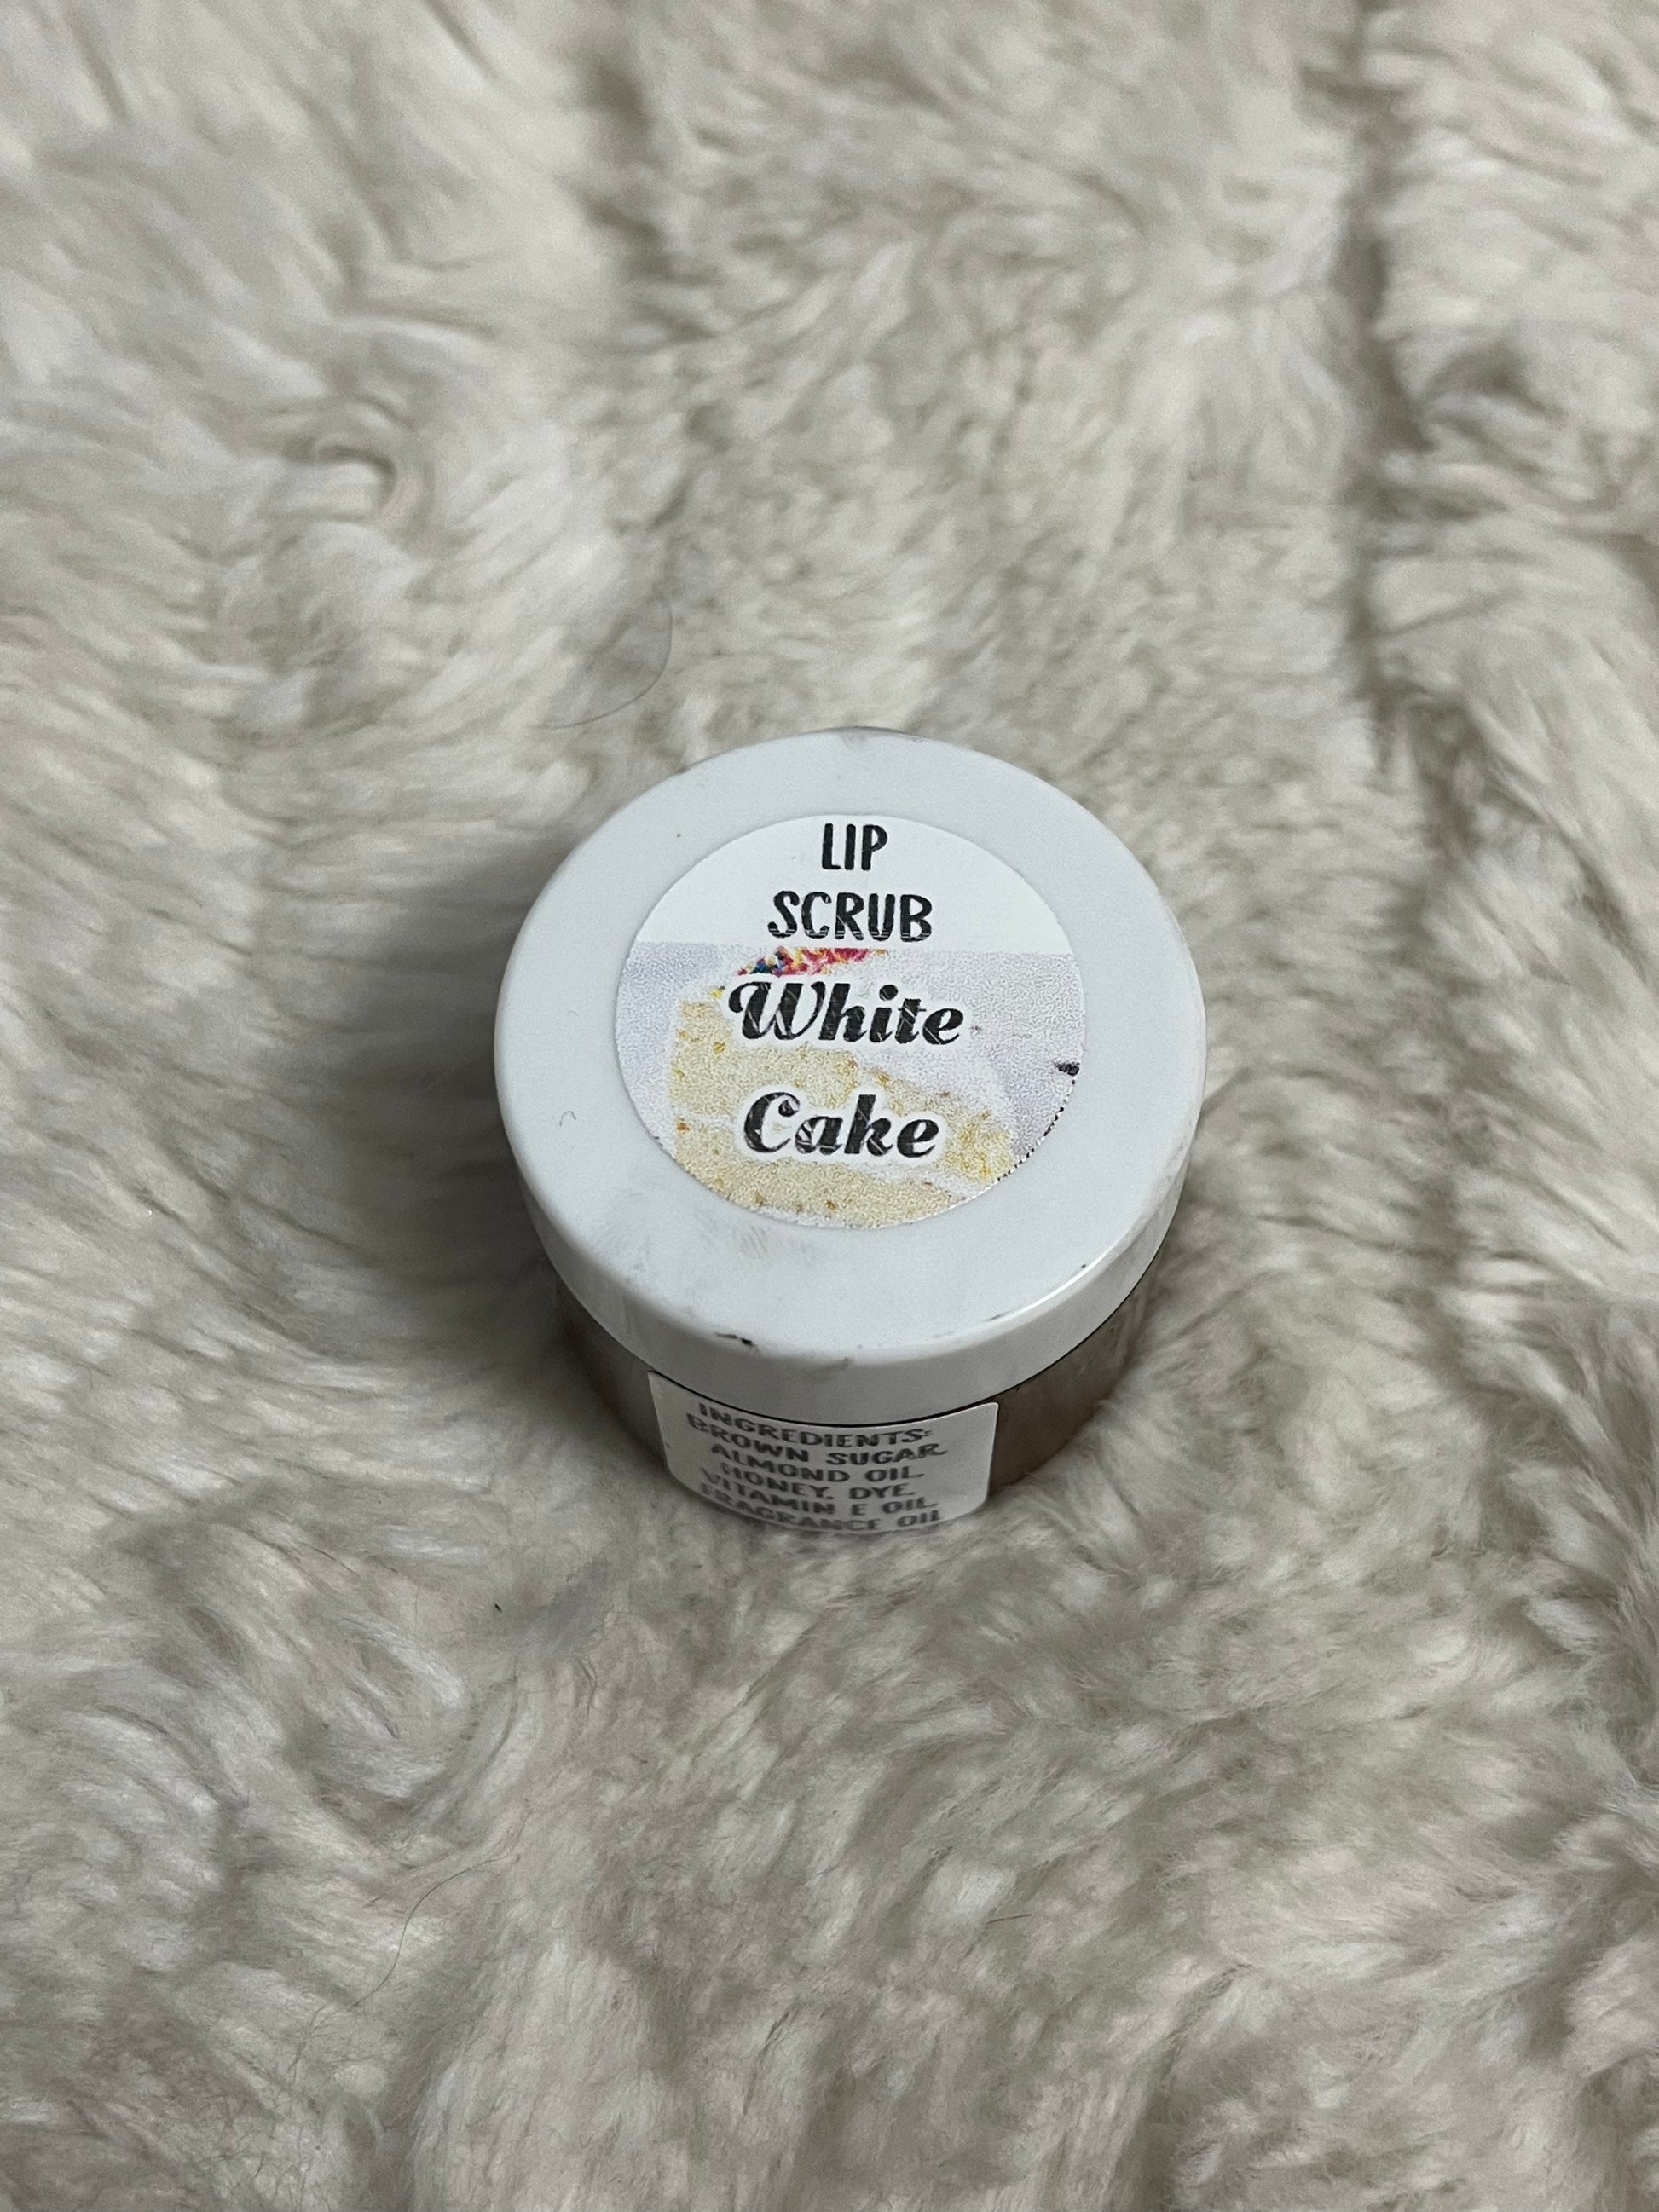 LIP
SCRUB
White
Cake
INGREDIENTS:
BROWN SUGAR,
ALMOND OIL,
HONEY, DYE,
VITAMIN E OIL,
FRAGRANCE OIL